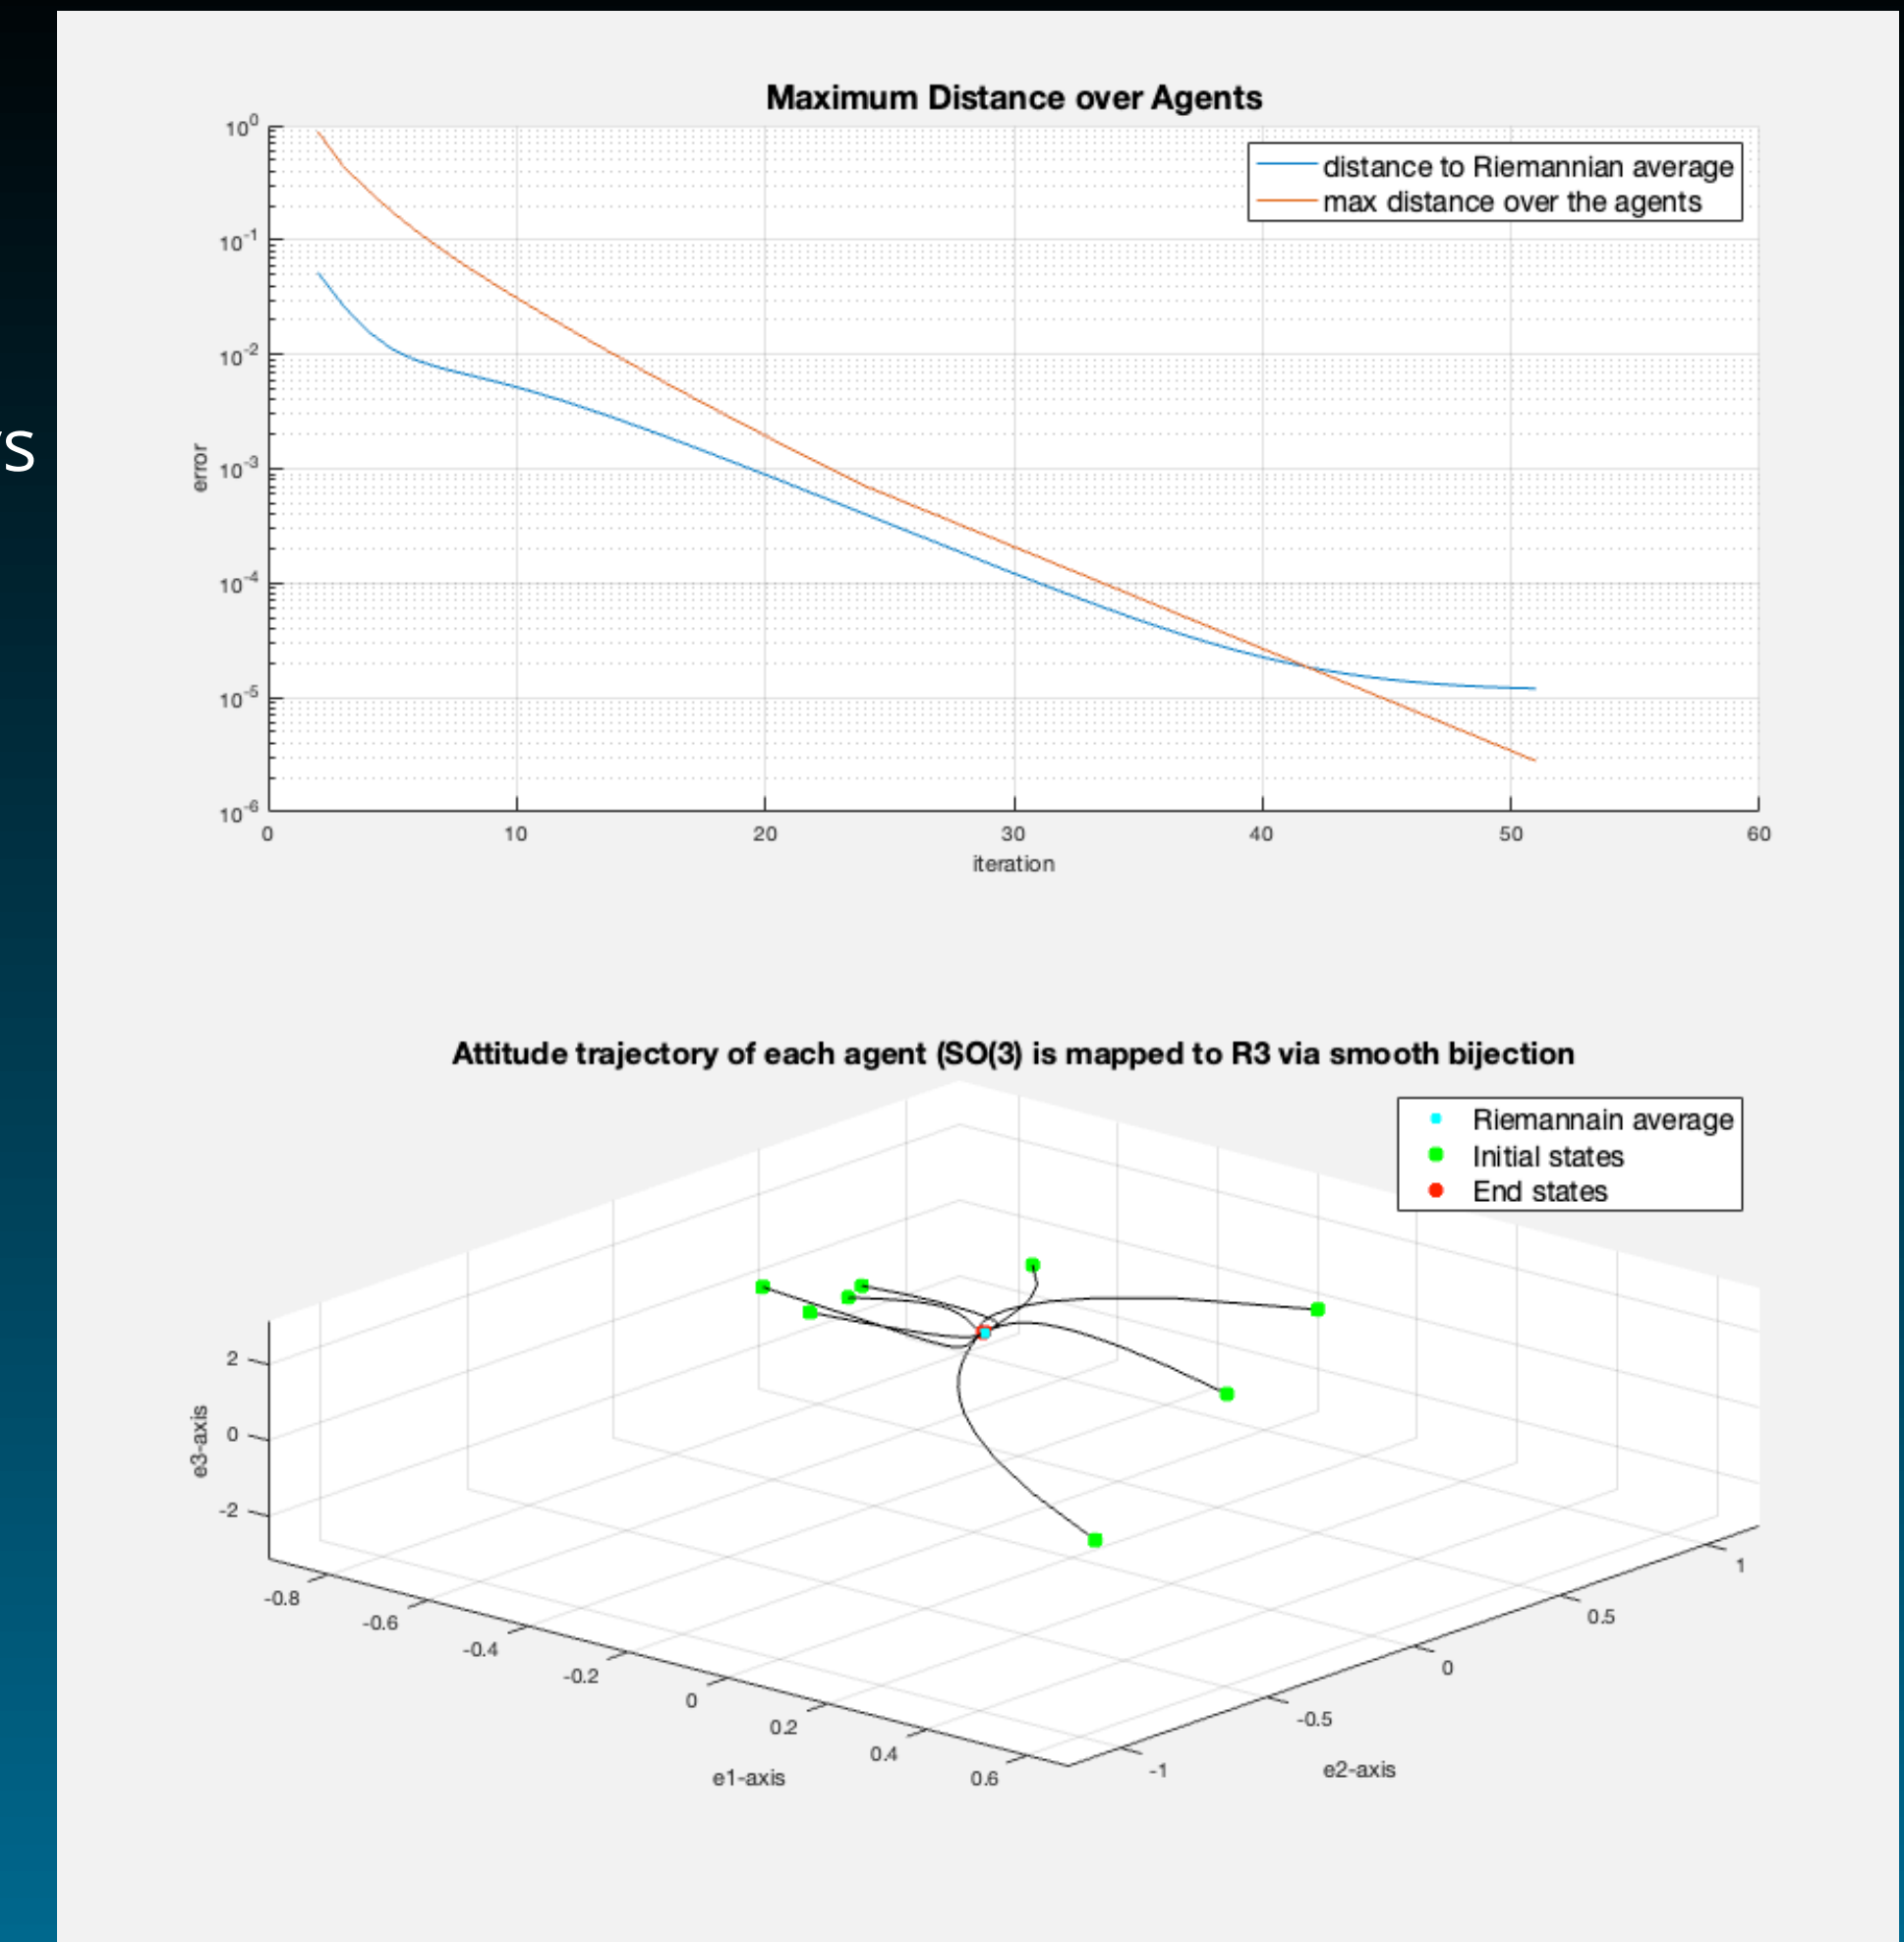 Maximum Distance over Agents
distance to Riemannian average
max distance over the agents
10^0
10^-1
10^-2
10^-3
10^-4
10^-5
10^-6
error
0 10 20 30 40 50 60
iteration
Attitude trajectory of each agent (SO(3) is mapped to R3 via smooth bijection
Riemannain average
Initial states
End states
2
0
-2
e3-axis
-0.8
-0.6
-0.4
-0.2
0
0.2
0.4
0.6
e1-axis
-1
-0.5
0
0.5
1
e2-axis